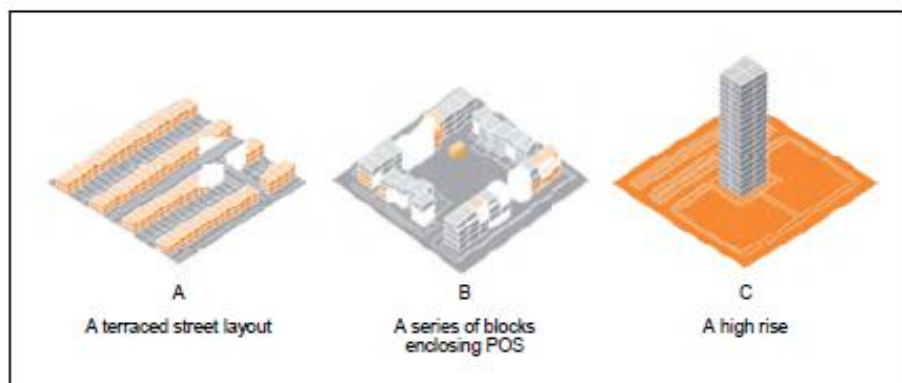 A
A terraced street layout
B
A series of blocks
enclosing POS
C
A high rise